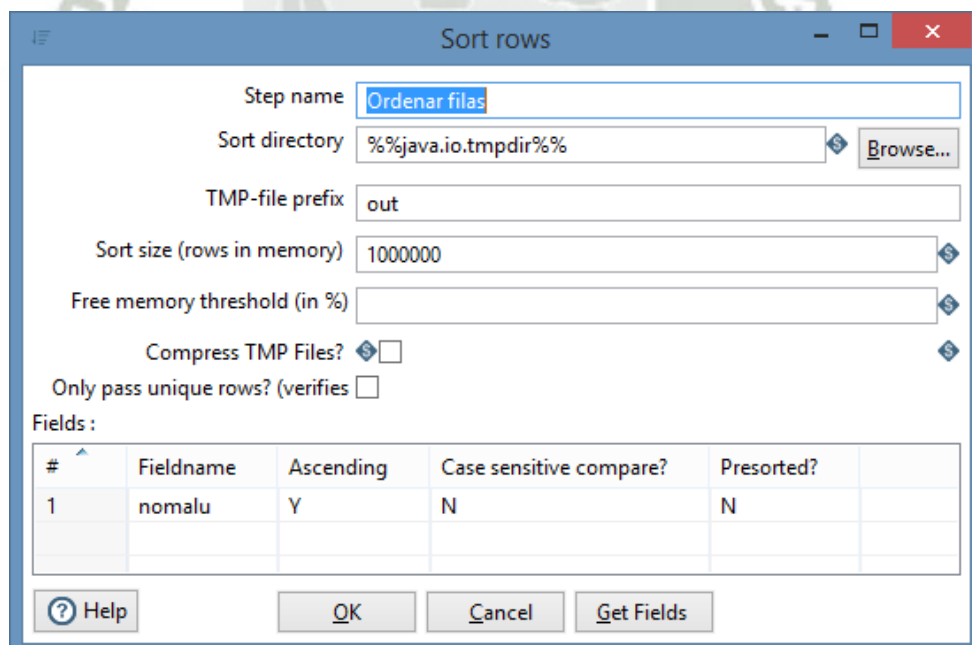 Sort rows
Step name Ordenar filas
Sort directory %%java.io.tmpdir%% Browse...
TMP-file prefix out
Sort size (rows in memory) 1000000
Free memory threshold (in %)
Compress TMP Files?
Only pass unique rows? (verifies
Fields :
# Fieldname Ascending Case sensitive compare? Presorted?
1 nomalu Y N N
Help OK Cancel Get Fields